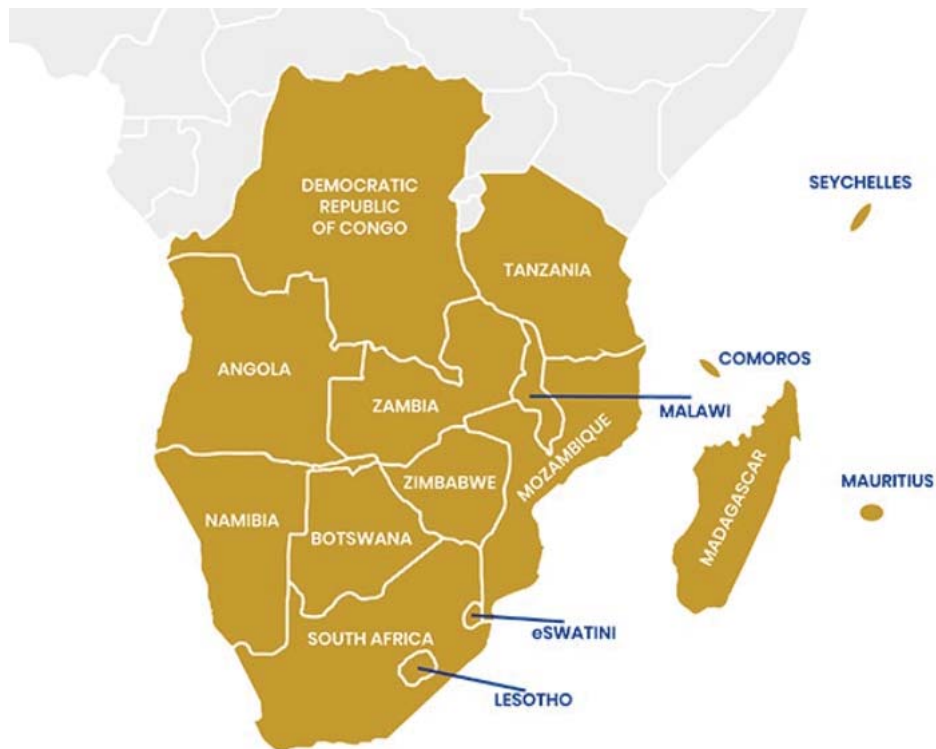 DEMOCRATIC
REPUBLIC
OF CONGO
SEYCHELLES
TANZANIA
COMOROS
ANGOLA
MALAWI
ZAMBIA
MOZAMBIQUE
ZIMBABWE
MAURITIUS
MADAGASCAR
NAMIBIA
BOTSWANA
eSWATINI
SOUTH AFRICA
LESOTHO